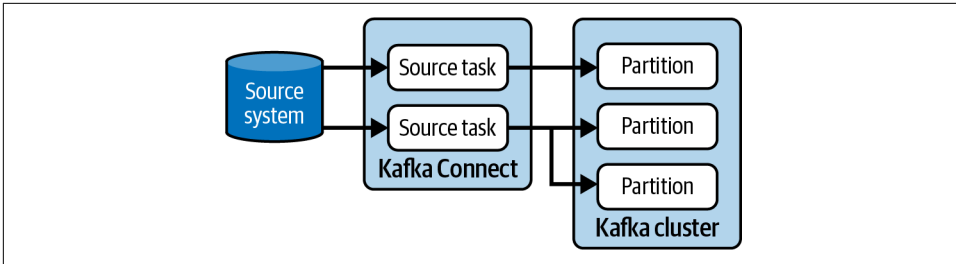 Source
system
Source task
Source task
Kafka Connect
Partition
Partition
Partition
Kafka cluster